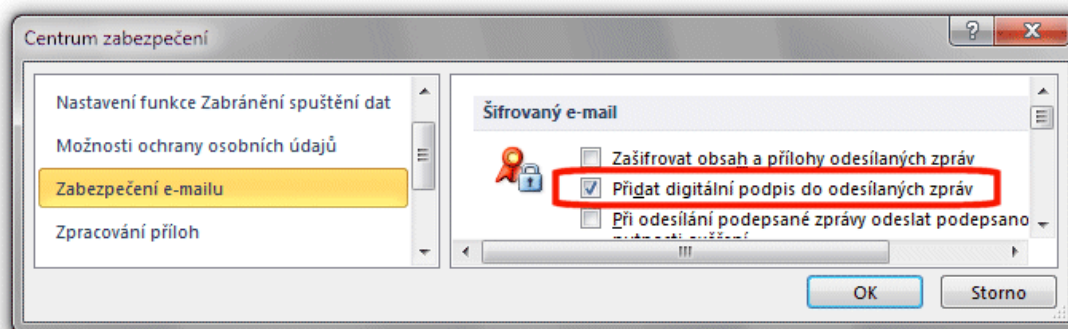 Centrum zabezpečení
Nastavení funkce Zabránění spuštění dat
Možnosti ochrany osobních údajů
Zabezpečení e-mailu
Zpracování příloh
Šifrovaný e-mail
Zašifrovat obsah a přílohy odesílaných zpráv
Přidat digitální podpis do odesílaných zpráv
Při odesílání podepsané zprávy odeslat podepsano
OK
Storno